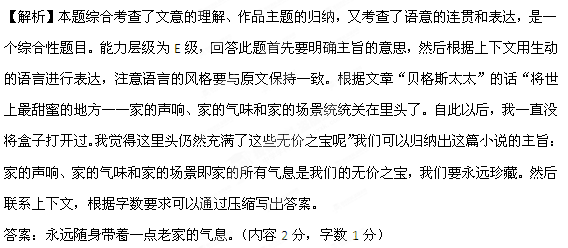 【解析】本题综合考查了文意的理解、作品主题的归纳，又考查了语意的连贯和表达，是一
个综合性题目。能力层级为 E 级，回答此题首先要明确主旨的意思，然后根据上下文用生动
的语言进行表达，注意语言的风格要与原文保持一致。根据文章“贝格斯太太”的话“将世
上最甜蜜的地方一一家的声响、家的气味和家的场景统统关在里头了。自此以后，我一直没
将盒子打开过。我觉得这里头仍然充满了这些无价之宝呢”我们可以归纳出这篇小说的主旨：
家的声响、家的气味和家的场景即家的所有气息是我们的无价之宝，我们要永远珍藏。然后
联系上下文，根据字数要求可以通过压缩写出答案。
答案：永远随身带着一点老家的气息。（内容 2 分，字数 1 分）